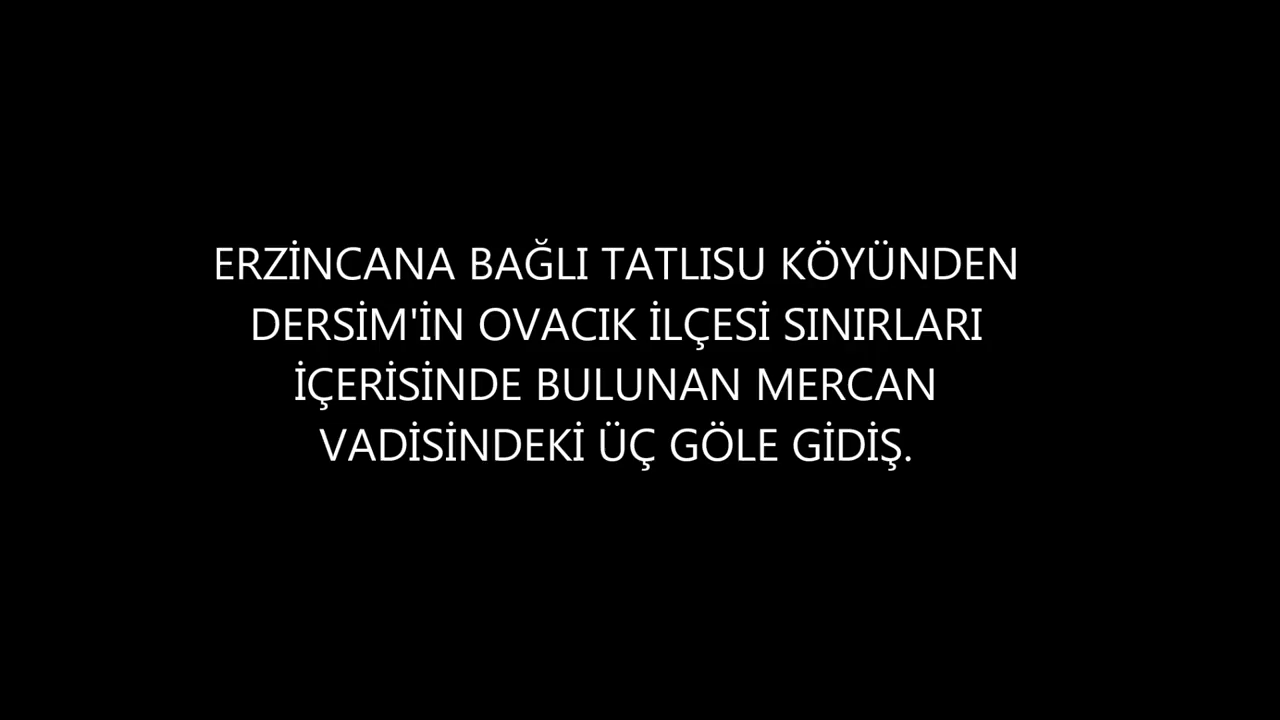 ERZİNCANA BAĞLI TATLISU KÖYÜNDEN
DERSİM'İN OVACIK İLÇESİ SINIRLARI
İÇERİSİNDE BULUNAN MERCAN
VADİSİNDEKİ ÜÇ GÖLE GİDİŞ.